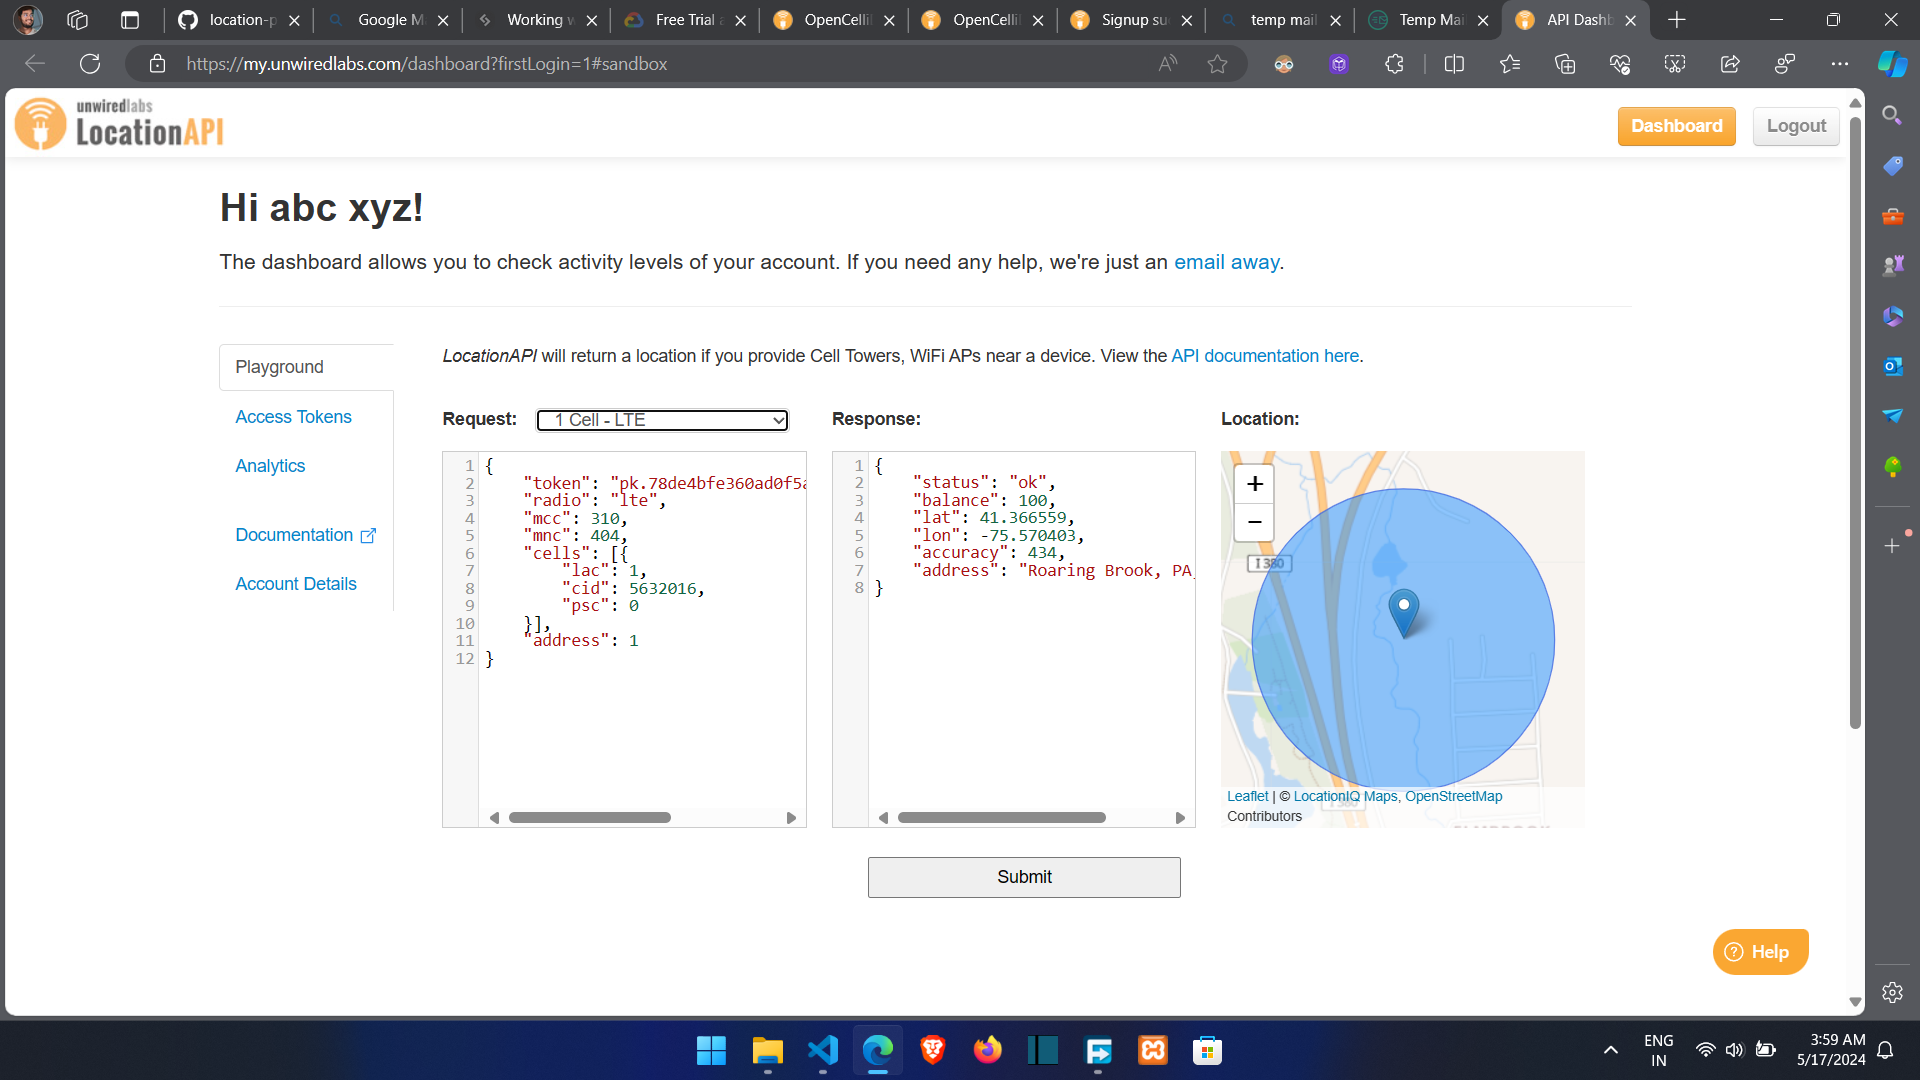 location-p
Google M
Working w
Free Trial a
OpenCelliI
OpenCelliI
Signup su
temp mail
Temp Mai
API Dashb
https://my.unwiredlabs.com/dashboard?firstLogin=1#sandbox
unwiredlabs
LocationAPI
Dashboard
Logout
Hi abc xyz!
The dashboard allows you to check activity levels of your account. If you need any help, we're just an email away.
Playground
Access Tokens
Analytics
Documentation
Account Details
LocationAPI will return a location if you provide Cell Towers, WiFi APs near a device. View the API documentation here.
Request:
1 Cell - LTE
1 {
2 "token": "pk.78de4bfe360ad0f5a
3 "radio": "lte",
4 "mcc": 310,
5 "mnc": 404,
6 "cells": [{
7 "lac": 1,
8 "cid": 5632016,
9 "psc": 0
10 }],
11 "address": 1
12 }
Response:
1 {
2 "status": "ok",
3 "balance": 100,
4 "lat": 41.366559,
5 "lon": -75.570403,
6 "accuracy": 434,
7 "address": "Roaring Brook, PA,
8 }
Location:
+
−
I 380
I 380
Leaflet | © LocationIQ Maps, OpenStreetMap
Contributors
Submit
? Help
ENG
IN
3:59 AM
5/17/2024